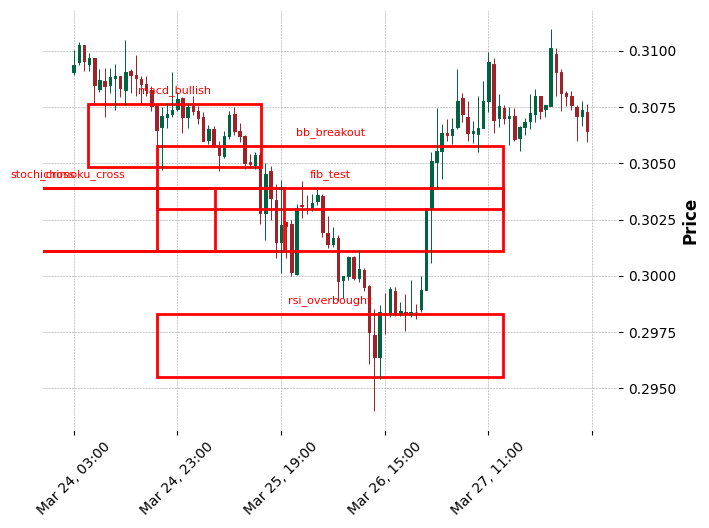 macd_bullish
bb_breakout
fib_test
rsi_overbought
0.3100
0.3075
0.3050
0.3025
0.3000
0.2975
0.2950
Price
Mar 24, 03:00
Mar 24, 23:00
Mar 25, 19:00
Mar 26, 15:00
Mar 27, 11:00